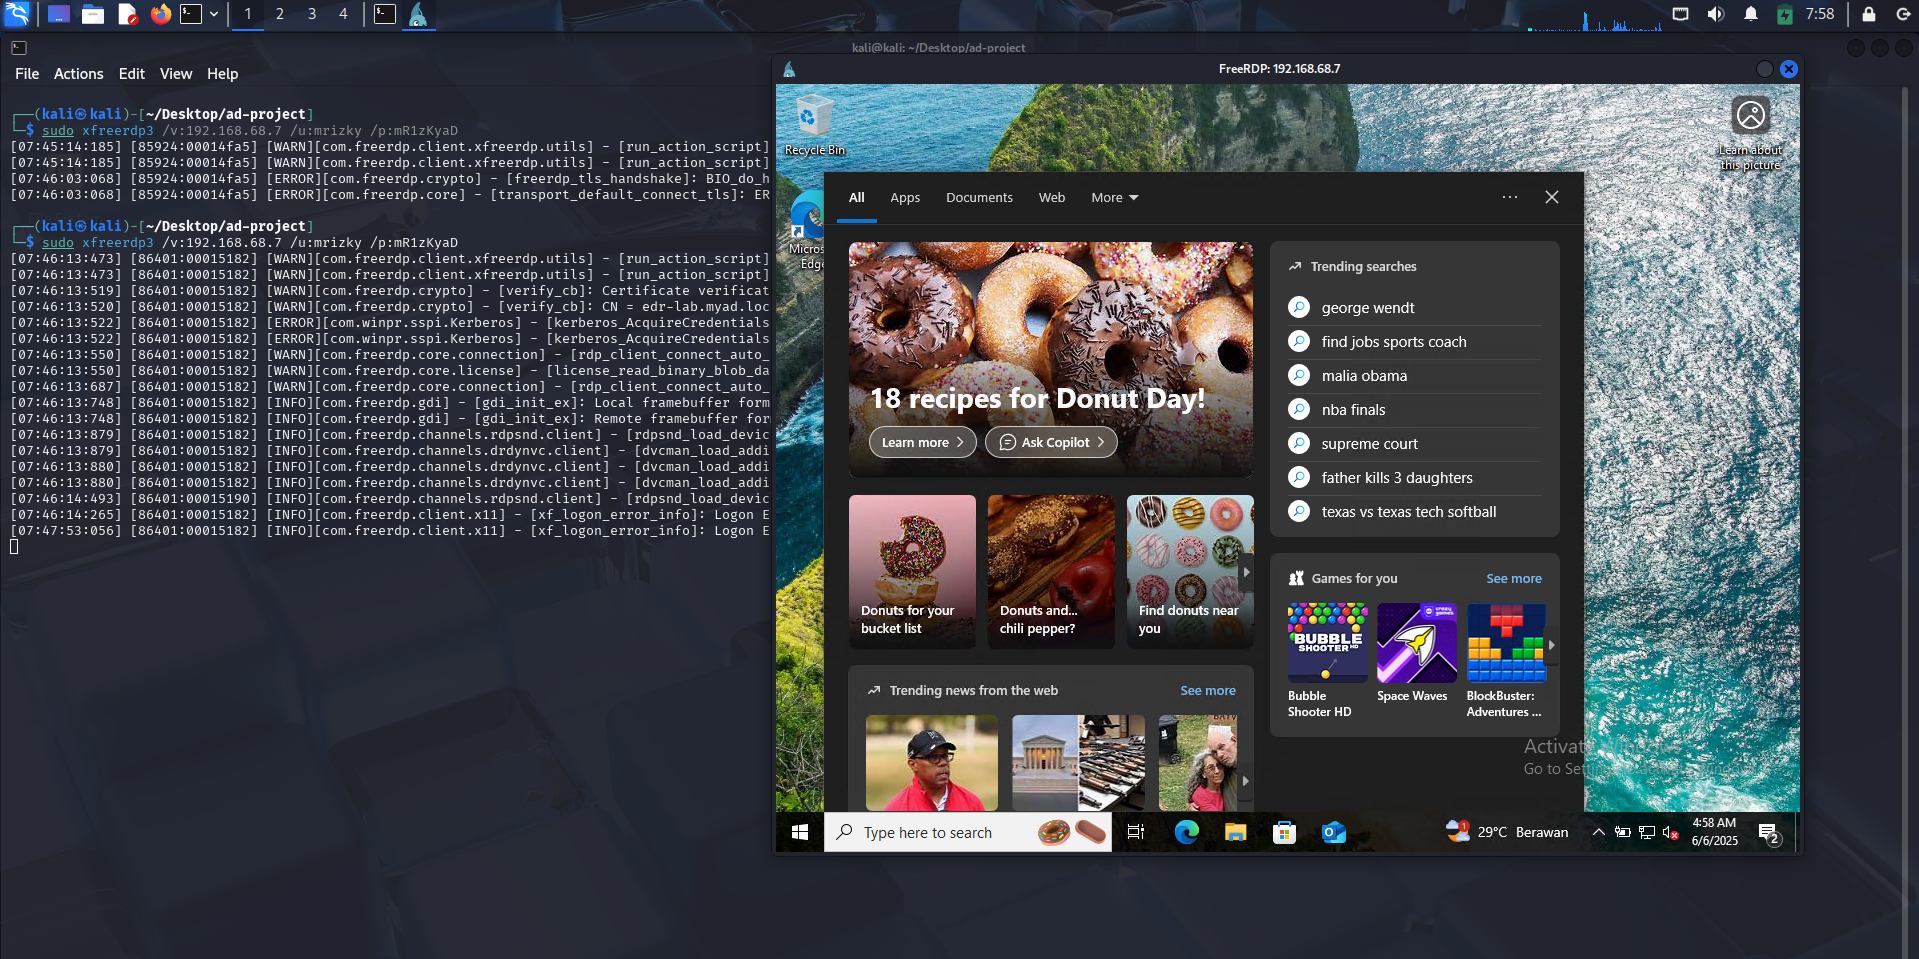 1 2 3 4
7:58
kali@kali: ~/Desktop/ad-project
File Actions Edit View Help
┌──(kali㉿kali)-[~/Desktop/ad-project]
└─$ sudo xfreerdp3 /v:192.168.68.7 /u:mrizky /p:mR1zKyaD
[07:45:14:185] [85924:00014fa5] [WARN][com.freerdp.client.xfreerdp.utils] - [run_action_script]
[07:45:14:185] [85924:00014fa5] [WARN][com.freerdp.client.xfreerdp.utils] - [run_action_script]
[07:46:03:068] [85924:00014fa5] [ERROR][com.freerdp.crypto] - [freerdp_tls_handshake]: BIO_do_h
[07:46:03:068] [85924:00014fa5] [ERROR][com.freerdp.core] - [transport_default_connect_tls]: ER
┌──(kali㉿kali)-[~/Desktop/ad-project]
└─$ sudo xfreerdp3 /v:192.168.68.7 /u:mrizky /p:mR1zKyaD
[07:46:13:473] [86401:00015182] [WARN][com.freerdp.client.xfreerdp.utils] - [run_action_script]
[07:46:13:473] [86401:00015182] [WARN][com.freerdp.client.xfreerdp.utils] - [run_action_script]
[07:46:13:519] [86401:00015182] [WARN][com.freerdp.crypto] - [verify_cb]: Certificate verificat
[07:46:13:520] [86401:00015182] [WARN][com.freerdp.crypto] - [verify_cb]: CN = edr-lab.myad.loc
[07:46:13:522] [86401:00015182] [ERROR][com.winpr.sspi.Kerberos] - [kerberos_AcquireCredentials
[07:46:13:522] [86401:00015182] [ERROR][com.winpr.sspi.Kerberos] - [kerberos_AcquireCredentials
[07:46:13:550] [86401:00015182] [WARN][com.freerdp.core.connection] - [rdp_client_connect_auto_
[07:46:13:550] [86401:00015182] [WARN][com.freerdp.core.license] - [license_read_binary_blob_da
[07:46:13:687] [86401:00015182] [WARN][com.freerdp.core.connection] - [rdp_client_connect_auto_
[07:46:13:748] [86401:00015182] [INFO][com.freerdp.gdi] - [gdi_init_ex]: Local framebuffer form
[07:46:13:748] [86401:00015182] [INFO][com.freerdp.gdi] - [gdi_init_ex]: Remote framebuffer for
[07:46:13:879] [86401:00015182] [INFO][com.freerdp.channels.rdpsnd.client] - [rdpsnd_load_devic
[07:46:13:879] [86401:00015182] [INFO][com.freerdp.channels.drdynvc.client] - [dvcman_load_addi
[07:46:13:880] [86401:00015182] [INFO][com.freerdp.channels.drdynvc.client] - [dvcman_load_addi
[07:46:13:880] [86401:00015182] [INFO][com.freerdp.channels.drdynvc.client] - [dvcman_load_addi
[07:46:14:493] [86401:00015190] [INFO][com.freerdp.channels.rdpsnd.client] - [rdpsnd_load_devic
[07:46:14:265] [86401:00015182] [INFO][com.freerdp.client.x11] - [xf_logon_error_info]: Logon E
[07:47:53:056] [86401:00015182] [INFO][com.freerdp.client.x11] - [xf_logon_error_info]: Logon E
FreeRDP: 192.168.68.7
Recycle Bin
Learn about
this picture
Micros
Edge
All Apps Documents Web More
18 recipes for Donut Day!
Learn more
Ask Copilot
Donuts for your
bucket list
Donuts and...
chili pepper?
Find donuts near
you
Trending news from the web
See more
Trending searches
george wendt
find jobs sports coach
malia obama
nba finals
supreme court
father kills 3 daughters
texas vs texas tech softball
Games for you
See more
BUBBLE
SHOOTER HD
crazy
games
Bubble
Shooter HD
Space Waves
BlockBuster:
Adventures ...
Activat
Go to Set
Type here to search
1
29°C Berawan
4:58 AM
6/6/2025
2